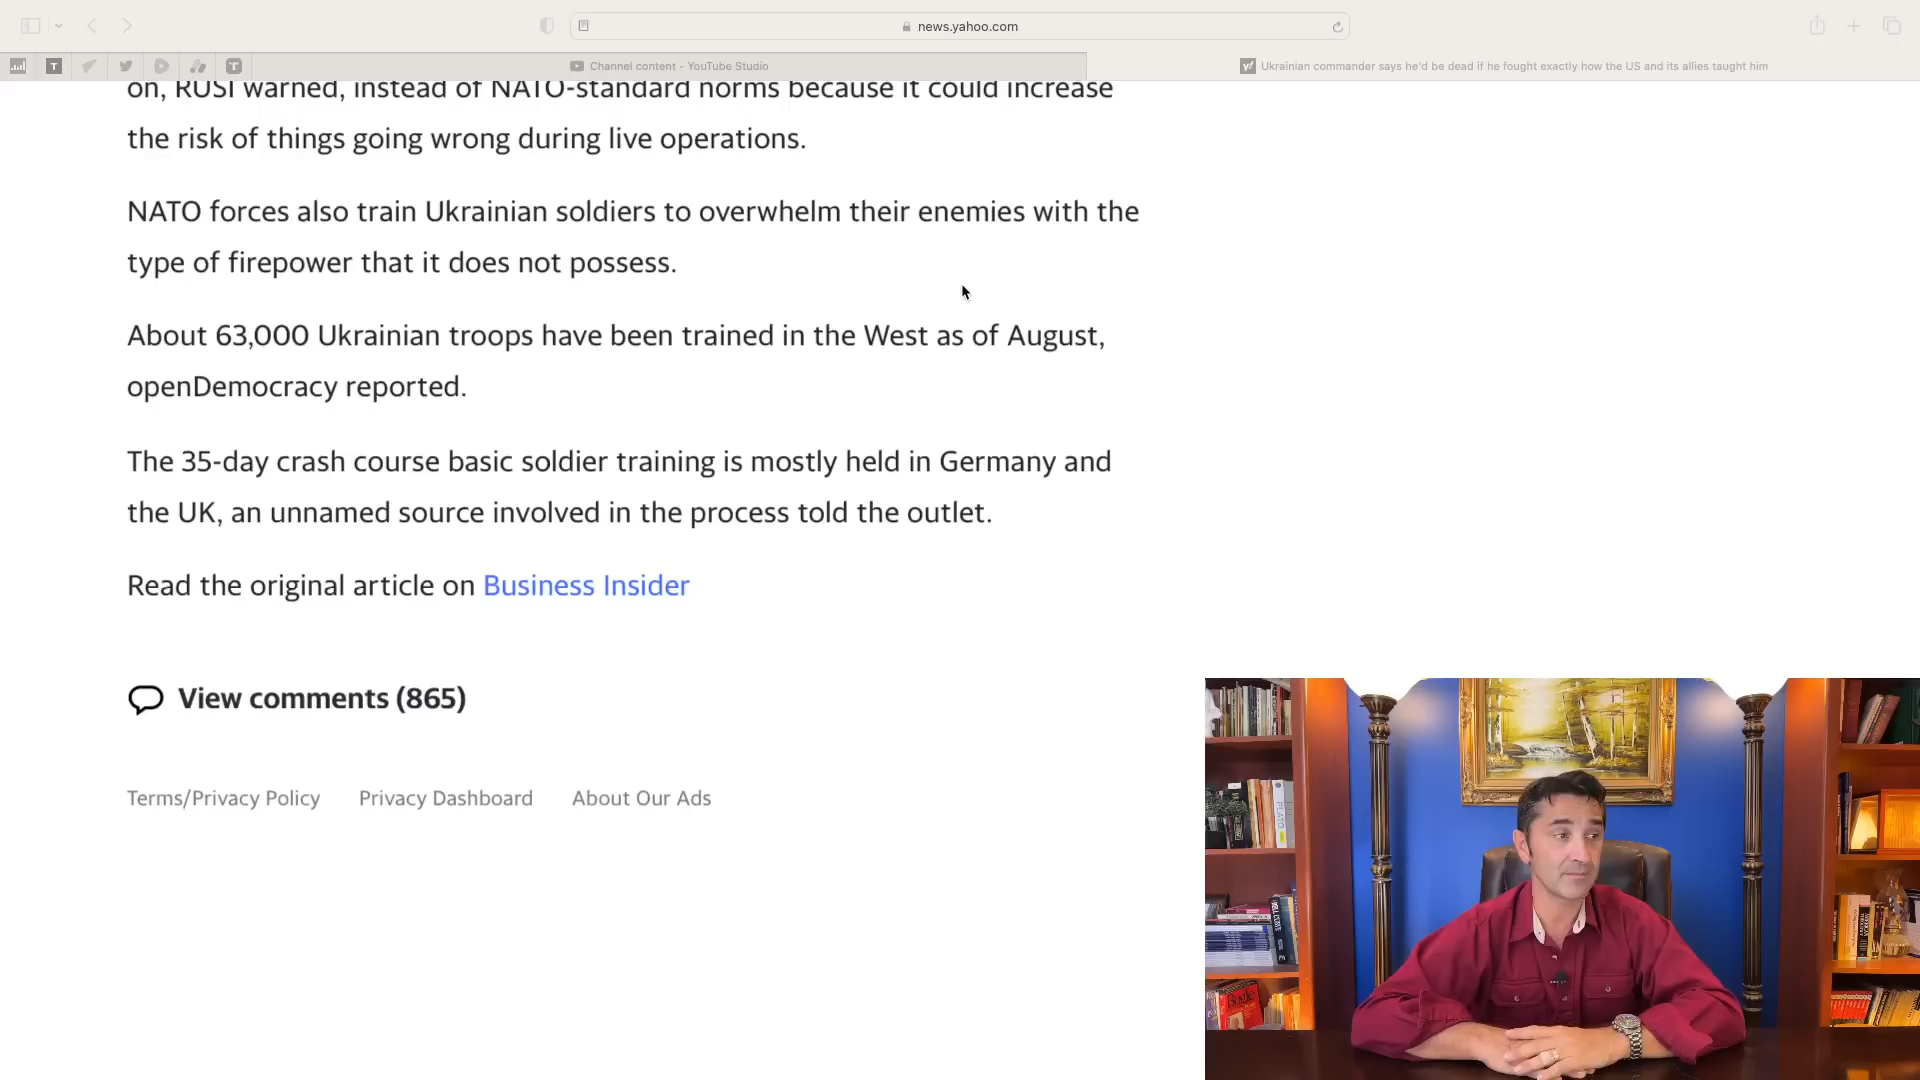 news.yahoo.com
Channel content - YouTube Studio
Ukrainian commander says he'd be dead if he fought exactly how the US and its allies taught him
on, RUSI warned, instead of NATO-standard norms because it could increase
the risk of things going wrong during live operations.
NATO forces also train Ukrainian soldiers to overwhelm their enemies with the
type of firepower that it does not possess.
About 63,000 Ukrainian troops have been trained in the West as of August,
openDemocracy reported.
The 35-day crash course basic soldier training is mostly held in Germany and
the UK, an unnamed source involved in the process told the outlet.
Read the original article on Business Insider
View comments (865)
Terms/Privacy Policy Privacy Dashboard About Our Ads
PLATO
Bogle